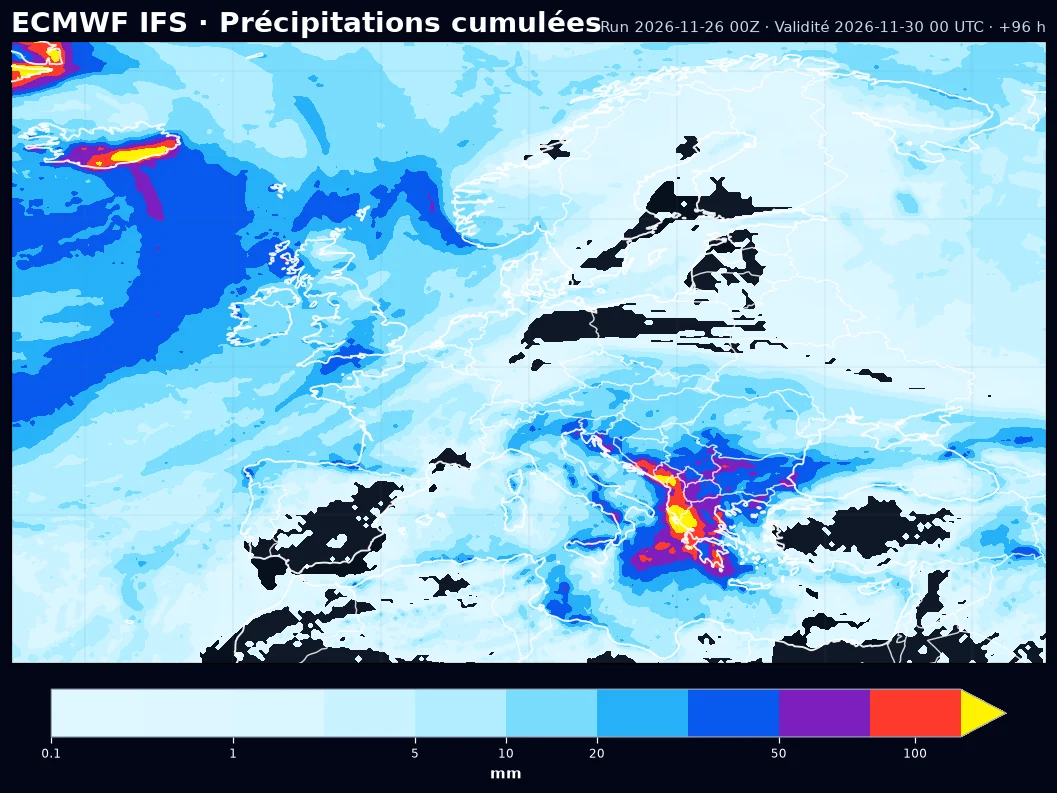 ECMWF IFS · Précipitations cumulées
Run 2026-11-26 00Z · Validité 2026-11-30 00 UTC · +96 h
0.1 1 5 10 20 50 100
mm